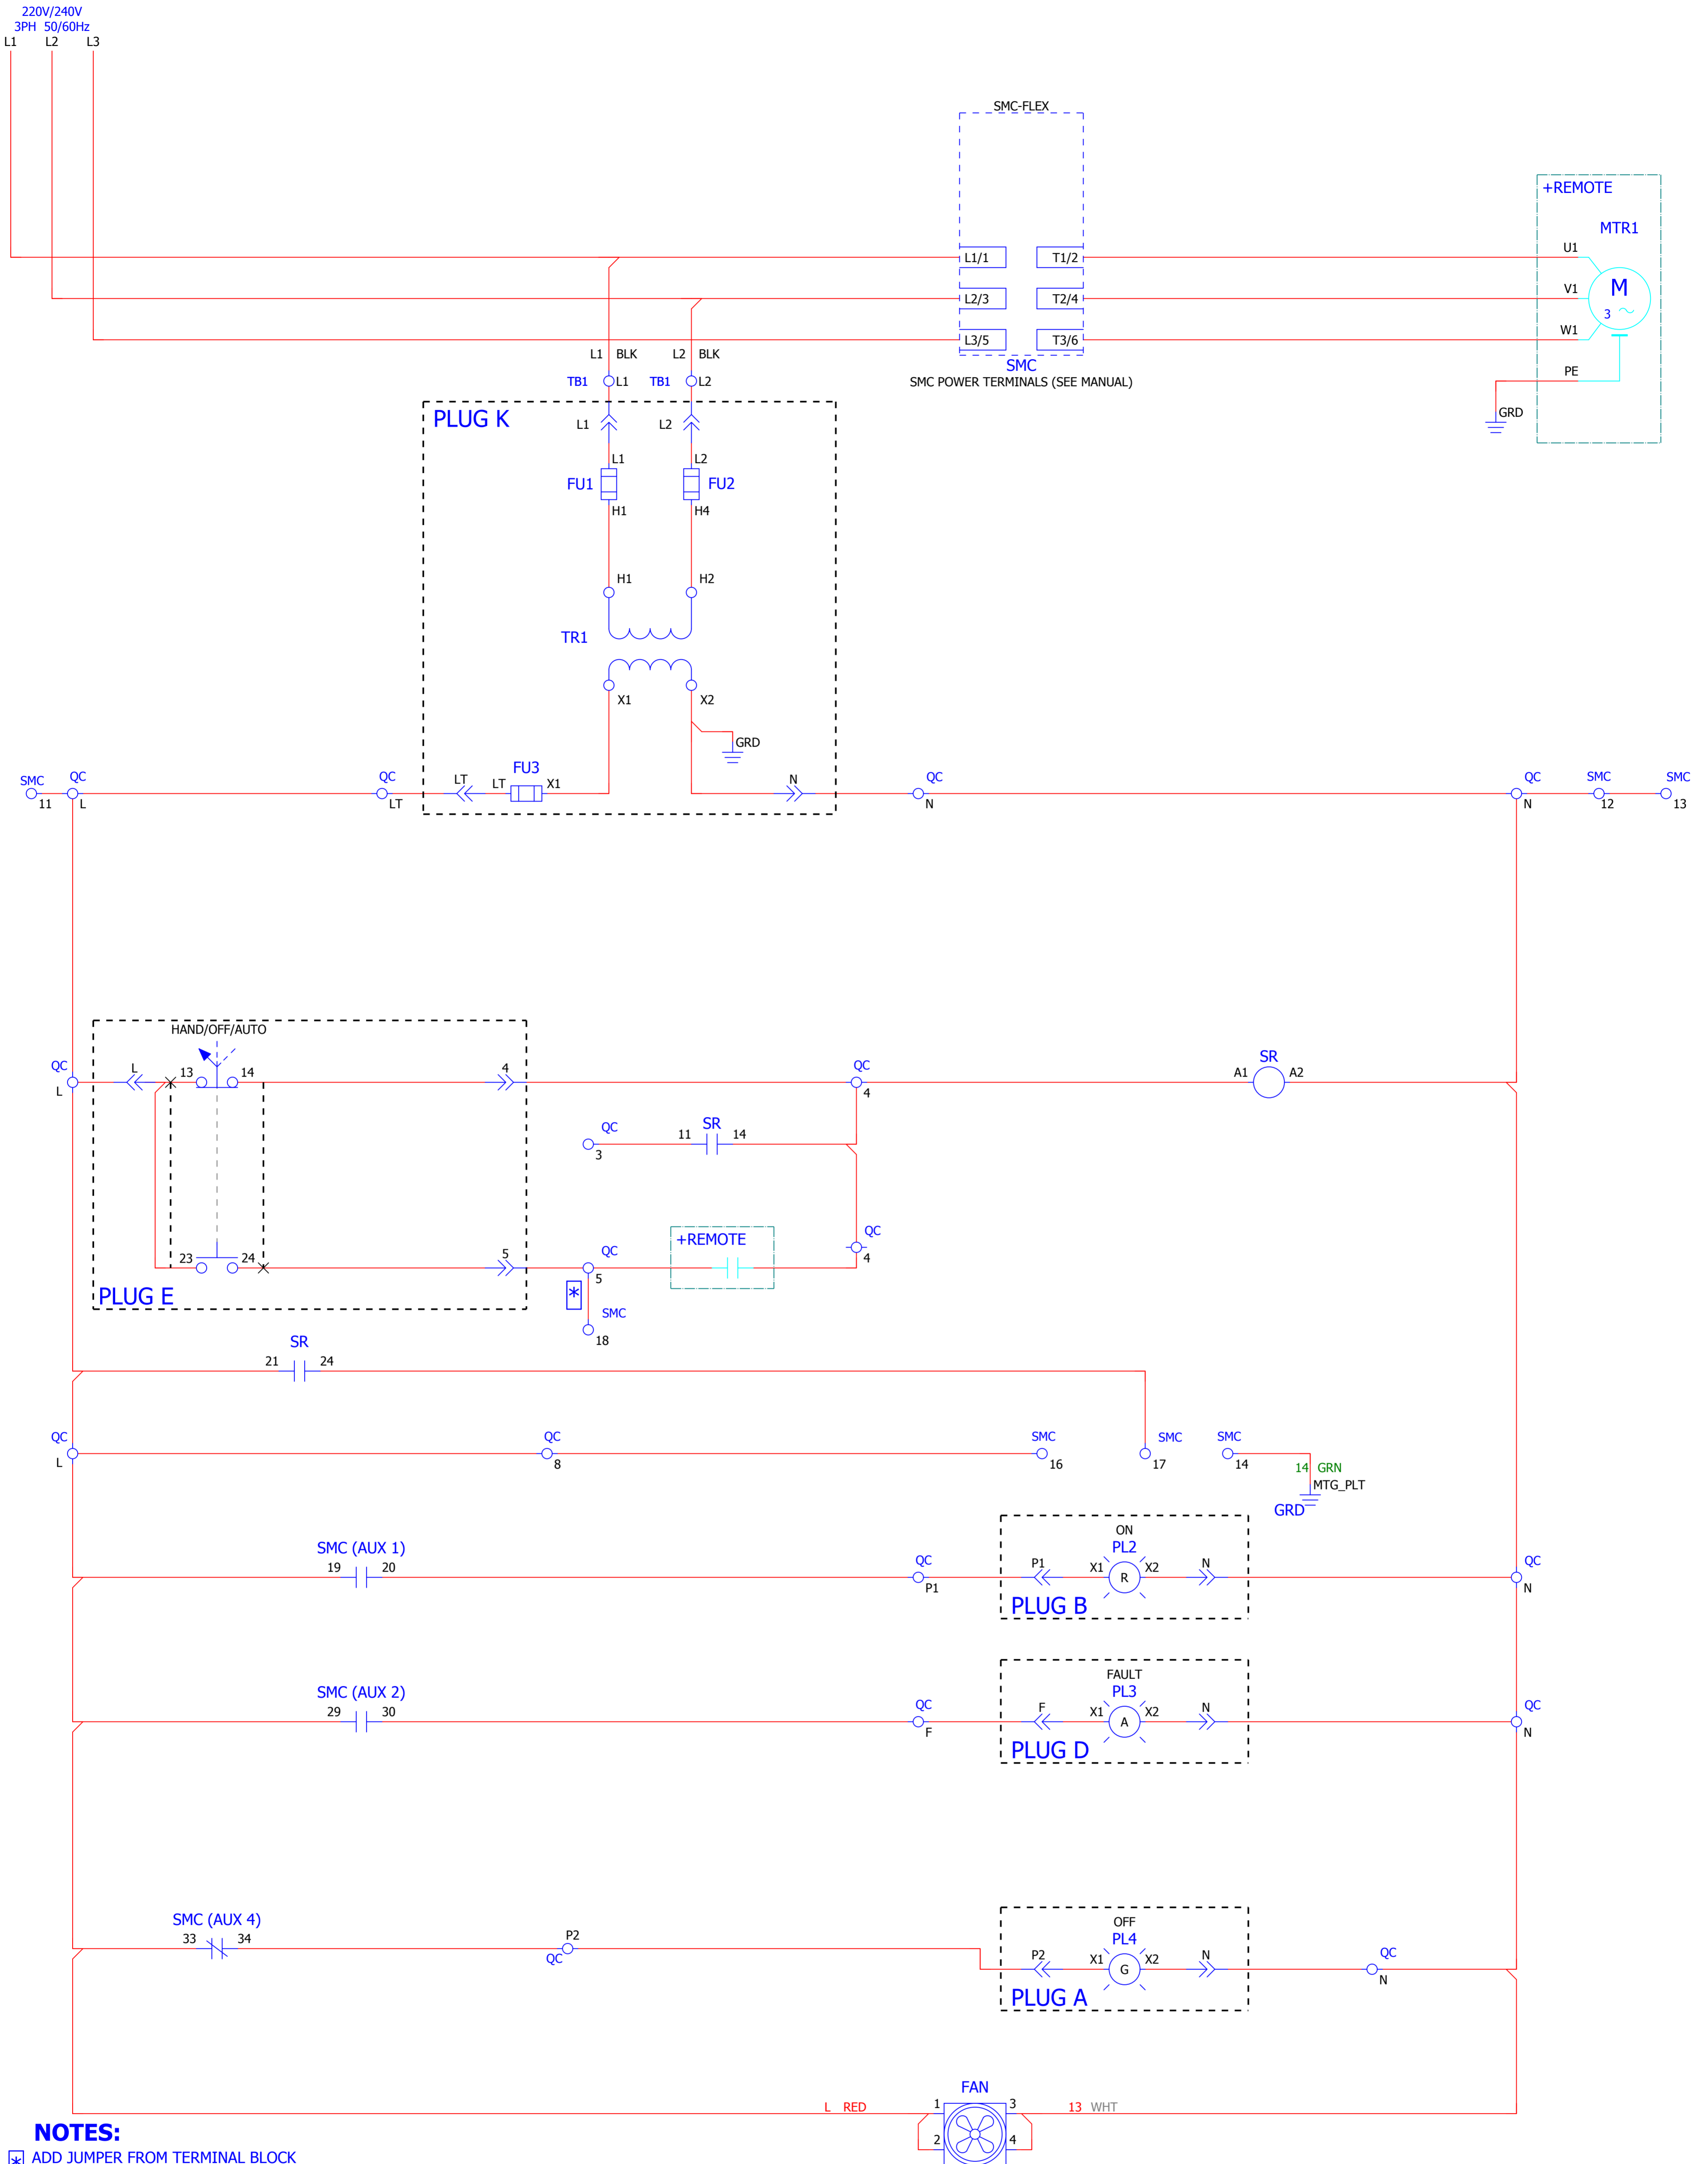 220V/240V
3PH 50/60Hz
L1 L2 L3
SMC-FLEX
+REMOTE
MTR1
L1/1 T1/2 U1
L2/3 T2/4 V1
M
3
L3/5 T3/6 W1
SMC
SMC POWER TERMINALS (SEE MANUAL)
PE
GRD
L1 BLK L2 BLK
TB1 L1 TB1 L2
PLUG K
L1 L2
L1 L2
FU1 FU2
H1 H4
H1 H2
TR1
X1 X2
GRD
SMC QC QC LT LT FU3 X1 N QC QC SMC SMC
11 L LT N N 12 13
HAND/OFF/AUTO
QC L 13 14 4 QC SR
L 4 A1 A2
QC 11 SR 14
3
QC
4
+REMOTE
23 24 5 QC
5
PLUG E
*
SMC
18
SR
21 24
QC QC SMC SMC SMC
L 8 16 17 14
14 GRN
MTG_PLT
GRD
ON
PL2
SMC (AUX 1)
19 20 QC P1 X1 R X2 N QC
P1 N
PLUG B
FAULT
PL3
SMC (AUX 2)
29 30 QC F X1 A X2 N QC
F N
PLUG D
OFF
PL4
SMC (AUX 4)
33 34 P2
QC
P2 X1 G X2 N QC
N
PLUG A
FAN
L RED 1 3 13 WHT
2 4
NOTES:
* ADD JUMPER FROM TERMINAL BLOCK